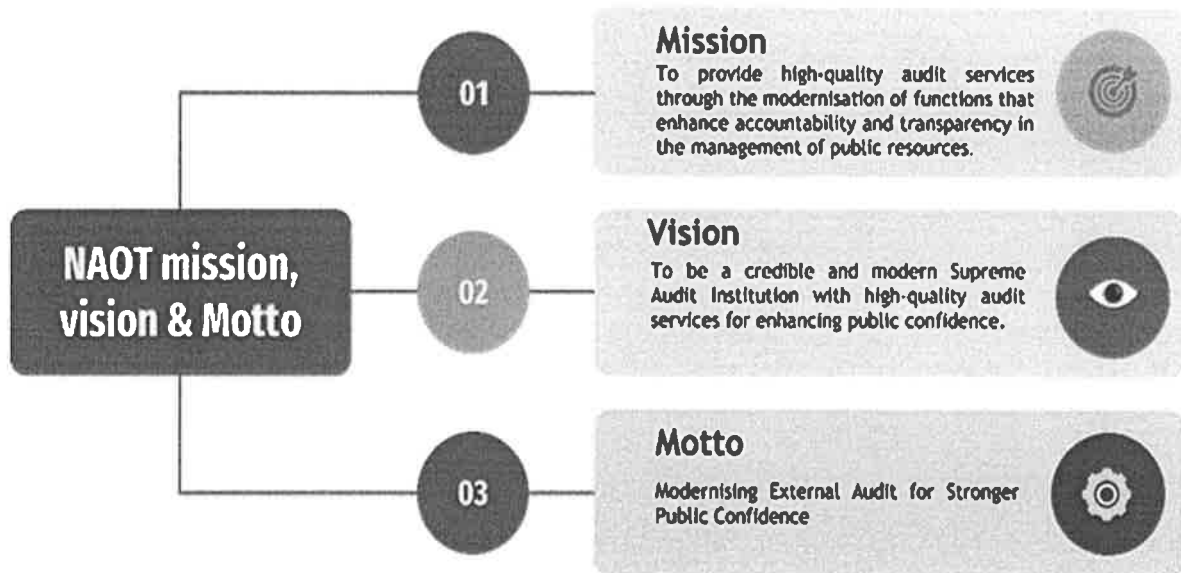 NAOT mission,
vision & Motto
01
Mission
To provide high-quality audit services
through the modernisation of functions that
enhance accountability and transparency in
the management of public resources.
02
Vision
To be a credible and modern Supreme
Audit Institution with high-quality audit
services for enhancing public confidence.
03
Motto
Modernising External Audit for Stronger
Public Confidence